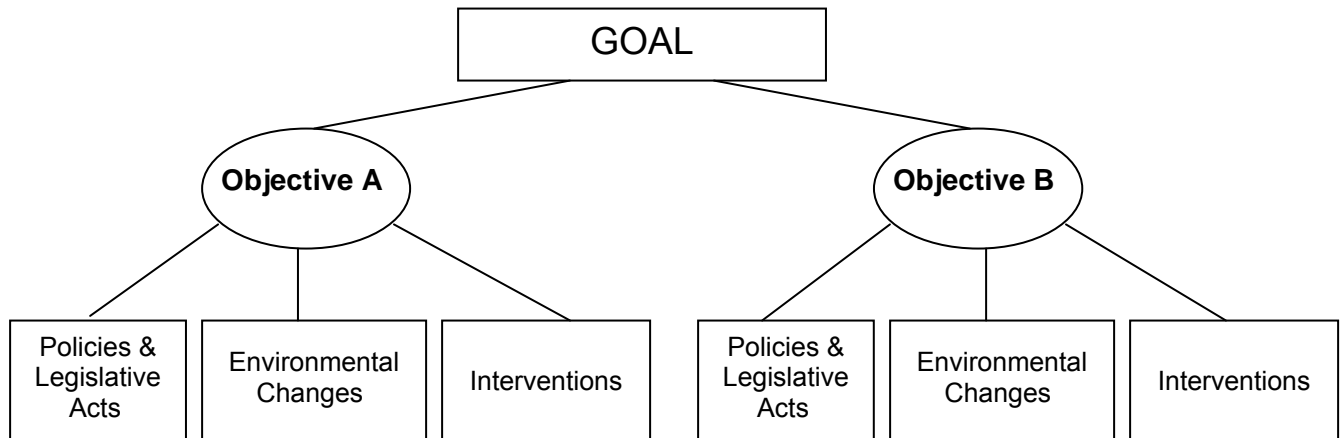 GOAL
Objective A
Objective B
Policies &
Legislative
Acts
Environmental
Changes
Interventions
Policies &
Legislative
Acts
Environmental
Changes
Interventions